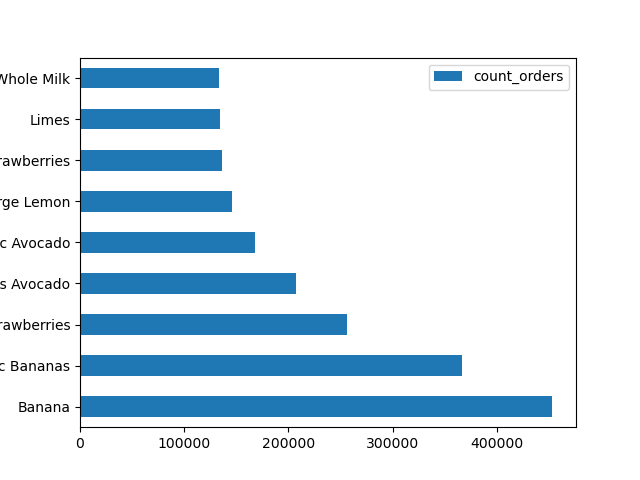 Whole Milk
Limes
rawberries
rge Lemon
c Avocado
s Avocado
rawberries
c Bananas
Banana
count_orders
0 100000 200000 300000 400000